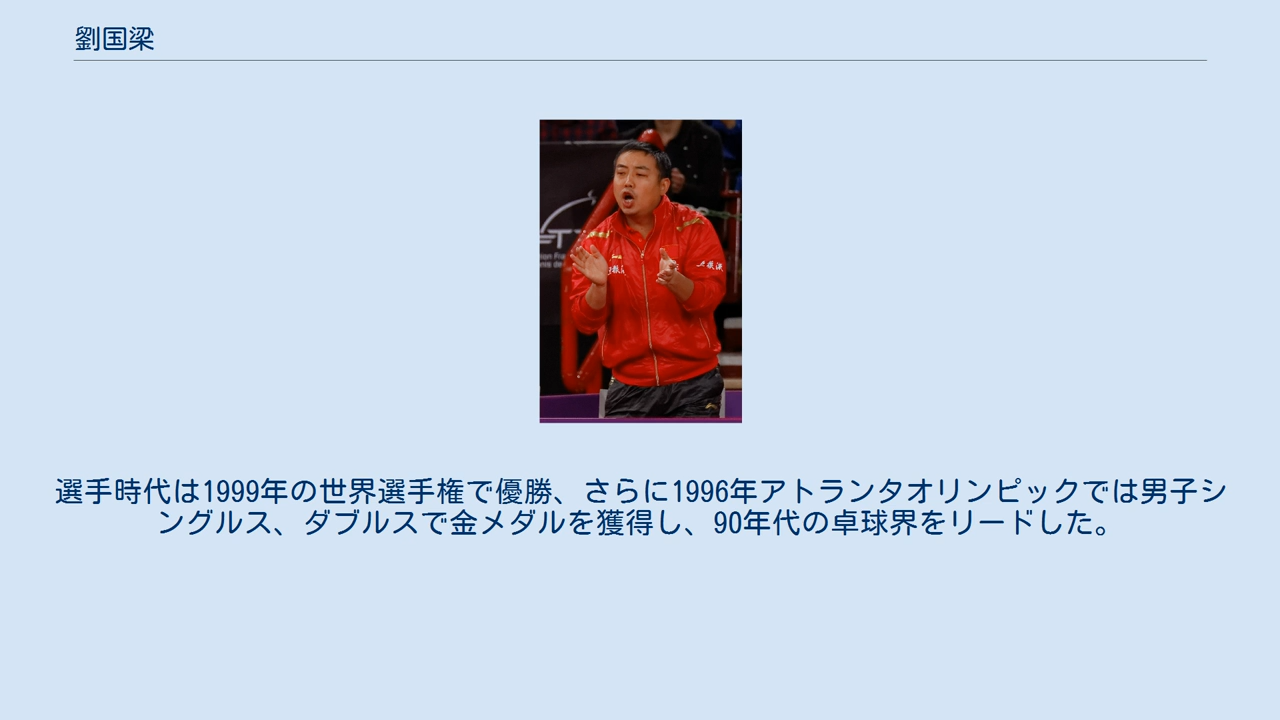 劉国梁
選手時代は1999年の世界選手権で優勝、さらに1996年アトランタオリンピックでは男子シ
ングルス、ダブルスで金メダルを獲得し、90年代の卓球界をリードした。